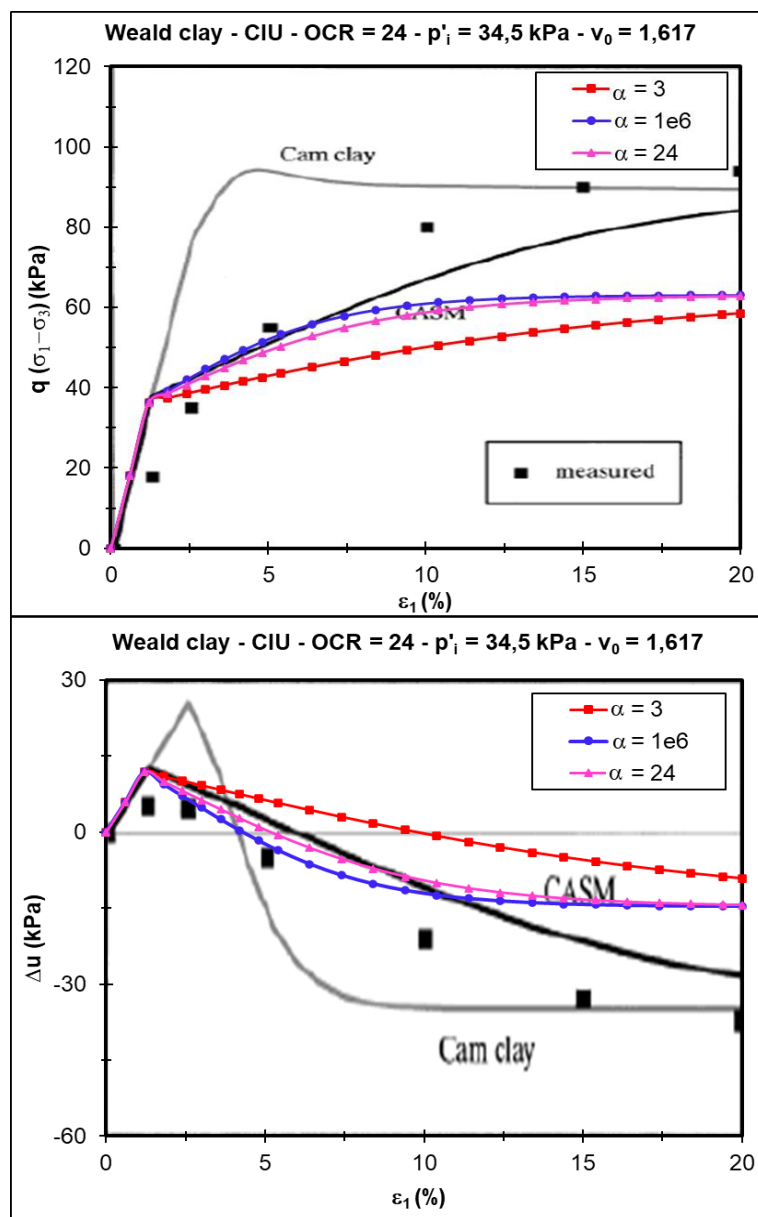 Weald clay - CIU - OCR = 24 - p'i = 34,5 kPa - v0 = 1,617
120
100
80
60
40
20
0
q (σ1−σ3) (kPa)
α = 3
α = 1e6
α = 24
Cam clay
CASM
measured
0
5
10
15
20
ε1 (%)
Weald clay - CIU - OCR = 24 - p'i = 34,5 kPa - v0 = 1,617
30
0
-30
-60
Δu (kPa)
α = 3
α = 1e6
α = 24
CASM
Cam clay
0
5
10
15
20
ε1 (%)